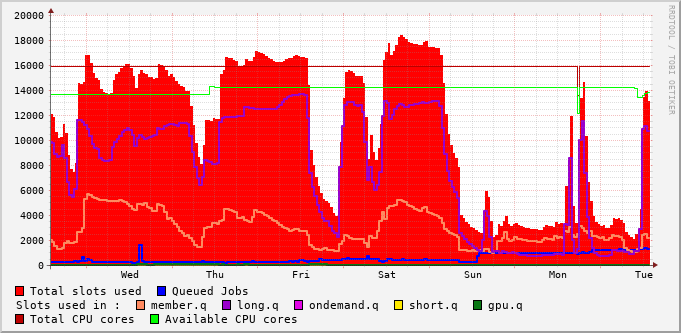 20000
18000
16000
14000
12000
10000
8000
6000
4000
2000
0
Wed Thu Fri Sat Sun Mon Tue
RRDTOOL / TOBI OETIKER
Total slots used Queued Jobs
Slots used in : member.q long.q ondemand.q short.q gpu.q
Total CPU cores Available CPU cores